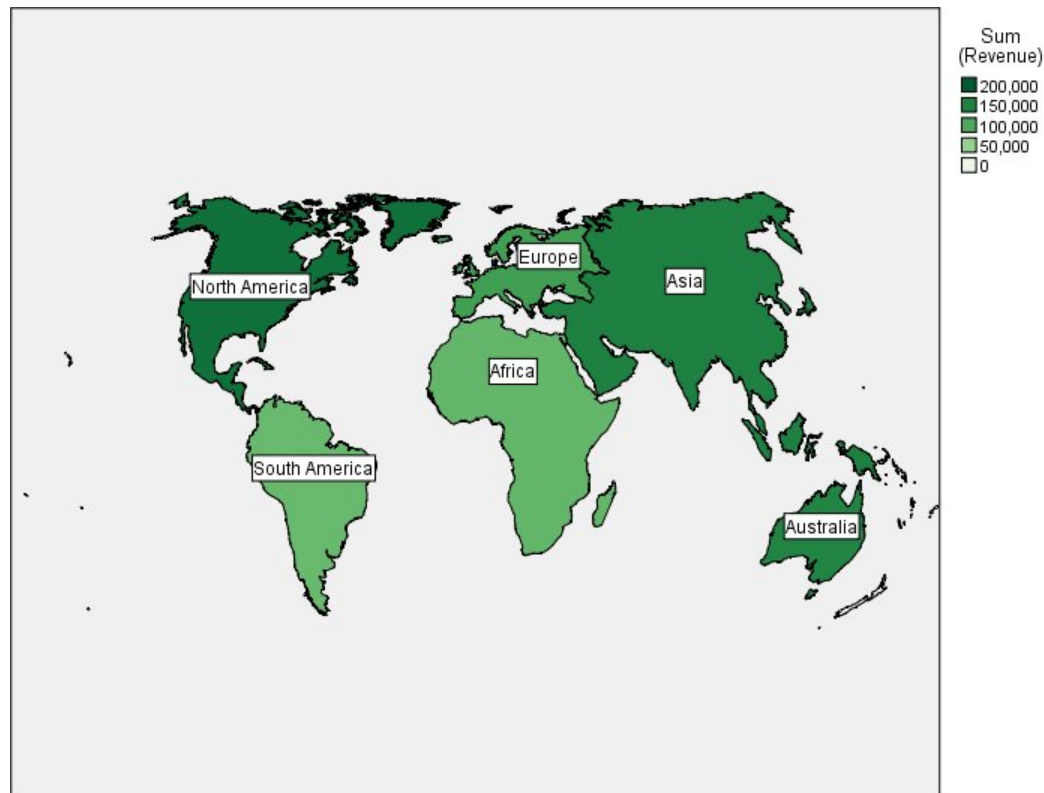 Sum
(Revenue)
200,000
150,000
100,000
50,000
0
Europe
North America
Asia
Africa
South America
Australia